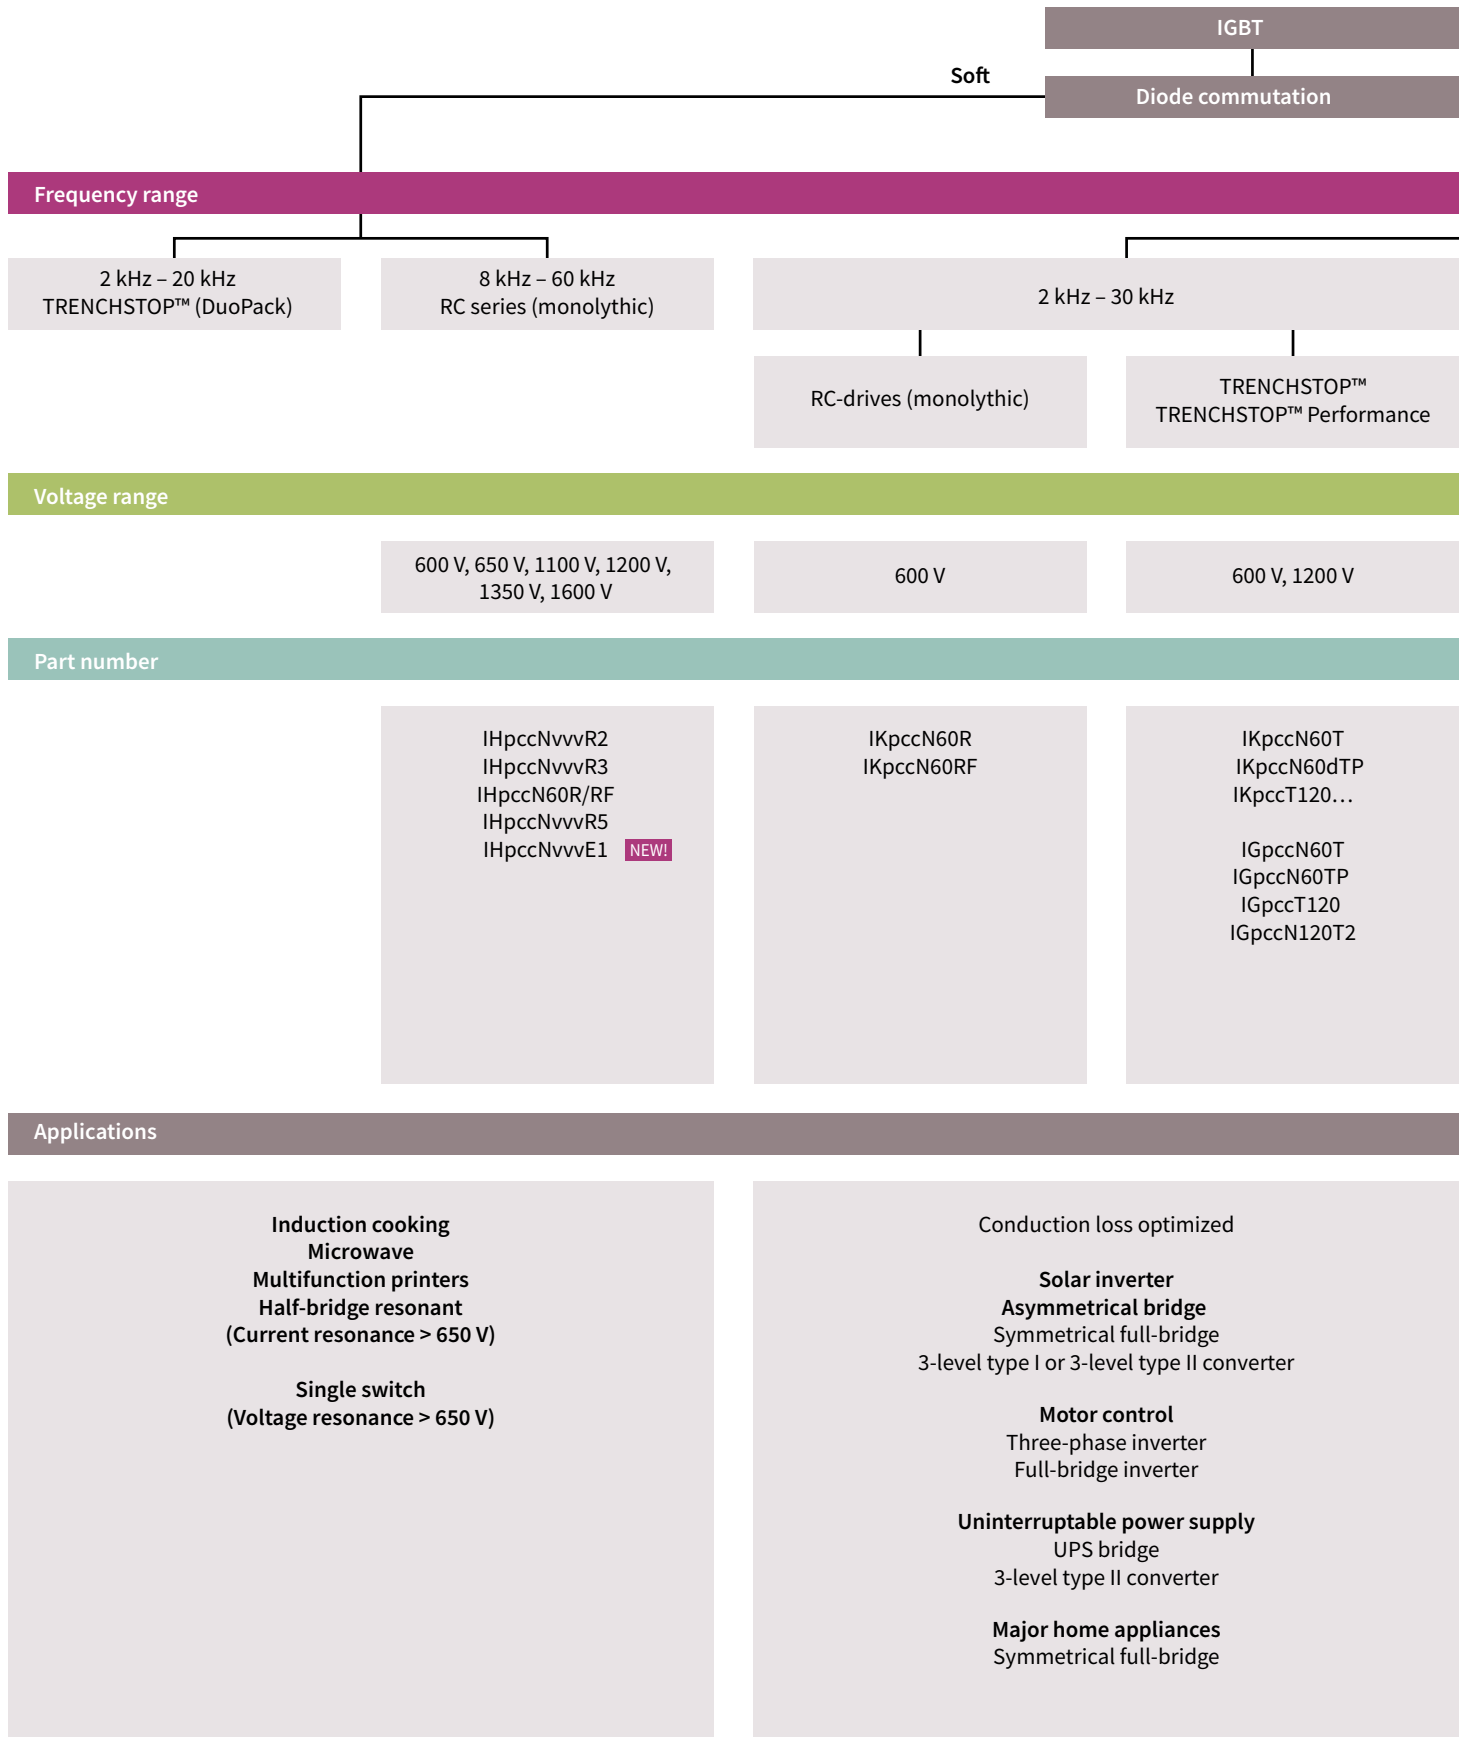 IGBT
Soft
Diode commutation
Frequency range
2 kHz – 20 kHz
TRENCHSTOP™ (DuoPack)
8 kHz – 60 kHz
RC series (monolythic)
2 kHz – 30 kHz
RC-drives (monolythic)
TRENCHSTOP™
TRENCHSTOP™ Performance
Voltage range
600 V, 650 V, 1100 V, 1200 V,
1350 V, 1600 V
600 V
600 V, 1200 V
Part number
IHpccNvvvR2
IHpccNvvvR3
IHpccN60R/RF
IHpccNvvvR5
IHpccNvvvE1 NEW!
IKpccN60R
IKpccN60RF
IKpccN60T
IKpccN60dTP
IKpccT120…
IGpccN60T
IGpccN60TP
IGpccT120
IGpccN120T2
Applications
Induction cooking
Microwave
Multifunction printers
Half-bridge resonant
(Current resonance > 650 V)
Single switch
(Voltage resonance > 650 V)
Conduction loss optimized
Solar inverter
Asymmetrical bridge
Symmetrical full-bridge
3-level type I or 3-level type II converter
Motor control
Three-phase inverter
Full-bridge inverter
Uninterruptable power supply
UPS bridge
3-level type II converter
Major home appliances
Symmetrical full-bridge